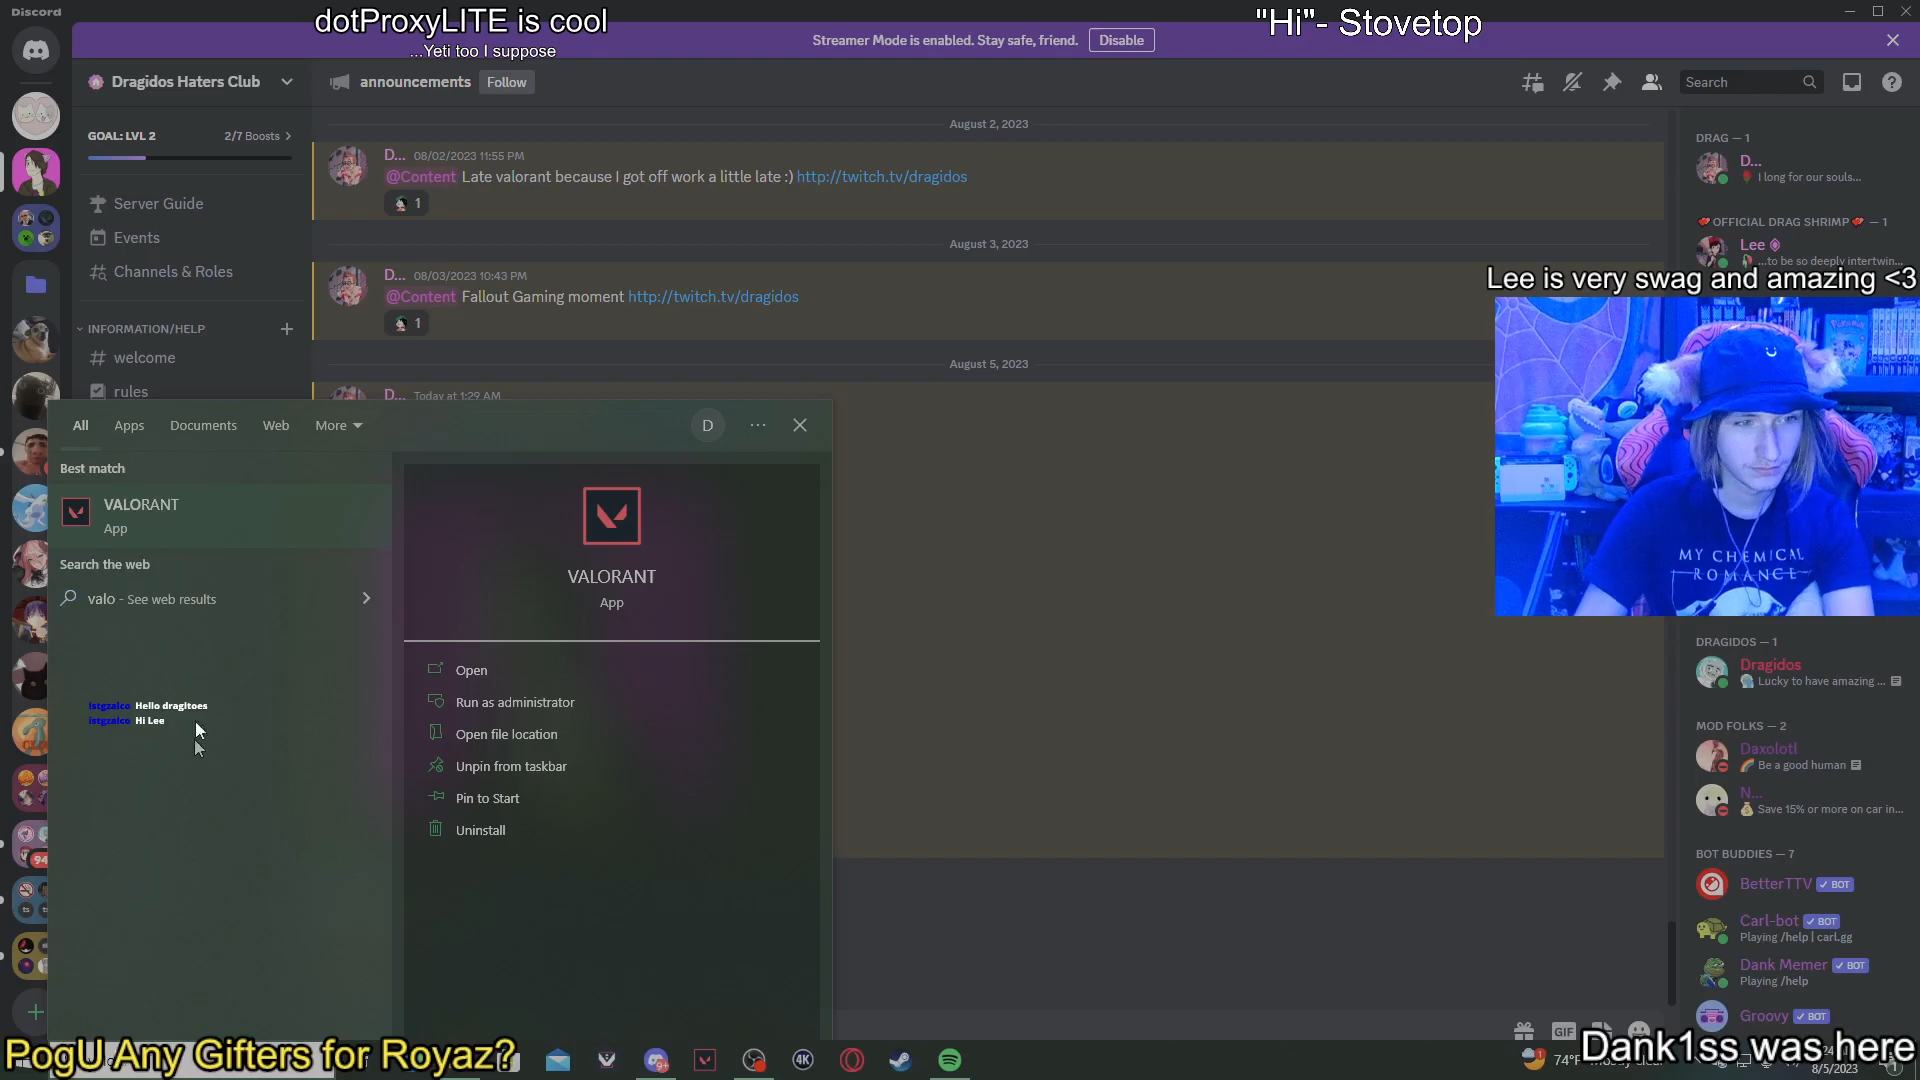 Discord
dotProxyLITE is cool
...Yeti too I suppose
"Hi"- Stovetop
Streamer Mode is enabled. Stay safe, friend.
Disable
Dragidos Haters Club
announcements
Follow
Search
GOAL: LVL 2
2/7 Boosts
Server Guide
Events
Channels & Roles
INFORMATION/HELP
welcome
rules
August 2, 2023
D... 08/02/2023 11:55 PM
@Content Late valorant because I got off work a little late :) http://twitch.tv/dragidos
1
August 3, 2023
D... 08/03/2023 10:43 PM
@Content Fallout Gaming moment http://twitch.tv/dragidos
1
August 5, 2023
D... Today at 1:29 AM
DRAG — 1
D...
I long for our souls...
OFFICIAL DRAG SHRIMP — 1
Lee
...to be so deeply intertwin...
Lee is very swag and amazing <3
MY CHEMICAL
ROMANCE
All
Apps
Documents
Web
More
D
Best match
VALORANT
App
Search the web
valo - See web results
istgzalco Hello dragitoes
istgzalco Hi Lee
VALORANT
App
Open
Run as administrator
Open file location
Unpin from taskbar
Pin to Start
Uninstall
DRAGIDOS — 1
Dragidos
Lucky to have amazing ...
MOD FOLKS — 2
Daxolotl
Be a good human
N...
Save 15% or more on car in...
BOT BUDDIES — 7
BetterTTV
BOT
Carl-bot
BOT
Playing /help | carl.gg
Dank Memer
BOT
Playing /help
Groovy
BOT
GIF
94
PogU Any Gifters for Royaz?
9+
4K
74°F
Dank1ss was here
8/5/2023
1